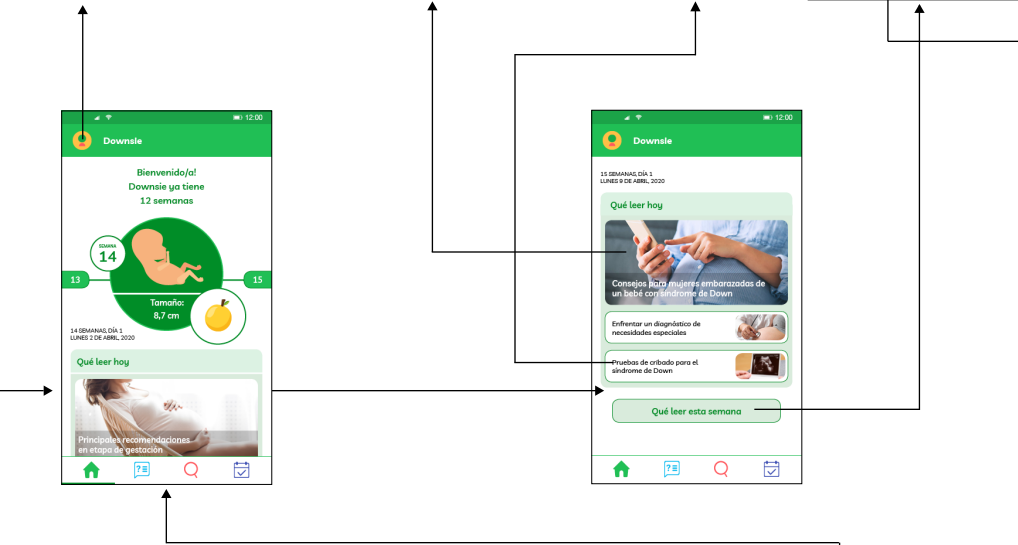 12:00
Downsie
Bienvenido/a!
Downsie ya tiene
12 semanas
SEMANA
14
13
15
Tamaño:
8,7 cm
14 SEMANAS, DÍA 1
LUNES 2 DE ABRIL, 2020
Qué leer hoy
Principales recomendaciones
en etapa de gestación
?
12:00
Downsie
15 SEMANAS, DÍA 1
LUNES 9 DE ABRIL, 2020
Qué leer hoy
Consejos para mujeres embarazadas de
un bebé con síndrome de Down
Enfrentar un diagnóstico de
necesidades especiales
Pruebas de cribado para el
síndrome de Down
Qué leer esta semana
?